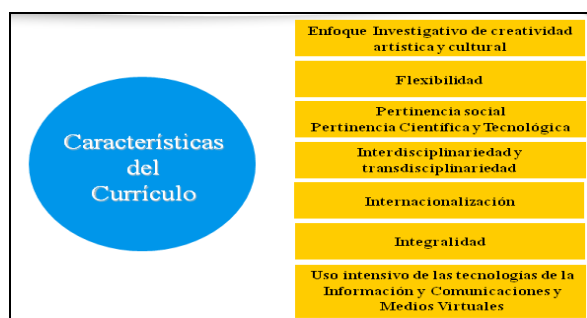 Características
del
Currículo
Enfoque Investigativo de creatividad
artística y cultural
Flexibilidad
Pertinencia social
Pertinencia Científica y Tecnológica
Interdisciplinariedad y
transdisciplinariedad
Internacionalización
Integralidad
Uso intensivo de las tecnologías de la
Información y Comunicaciones y
Medios Virtuales